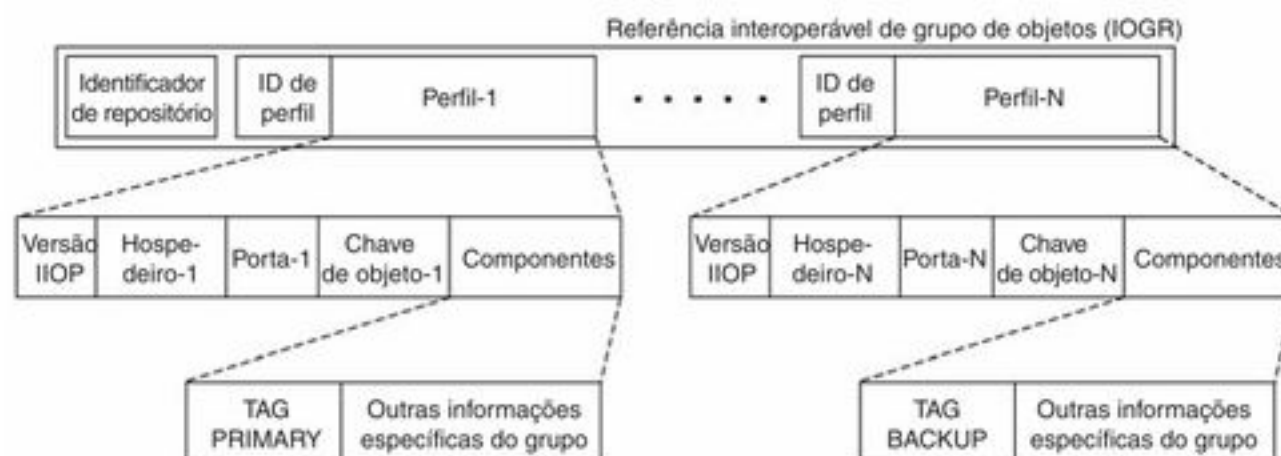 Referência interoperável de grupo de objetos (IOGR)
Identificador
de repositório
ID de
perfil
Perfil-1
ID de
perfil
Perfil-N
Versão
IIOP
Hospe-
deiro-1
Porta-1
Chave
de objeto-1
Componentes
Versão
IIOP
Hospe-
deiro-N
Porta-N
Chave
de objeto-N
Componentes
TAG
PRIMARY
Outras informações
específicas do grupo
TAG
BACKUP
Outras informações
específicas do grupo